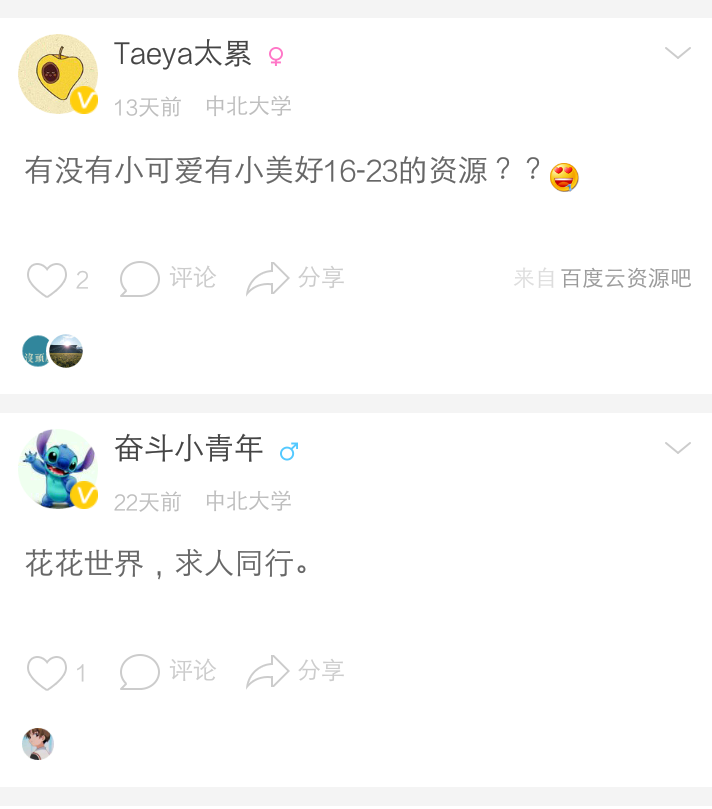 Taeya太累
13天前 中北大学
有没有小可爱有小美好16-23的资源？？
2 评论 分享 来自 百度云资源吧
奋斗小青年
22天前 中北大学
花花世界，求人同行。
1 评论 分享